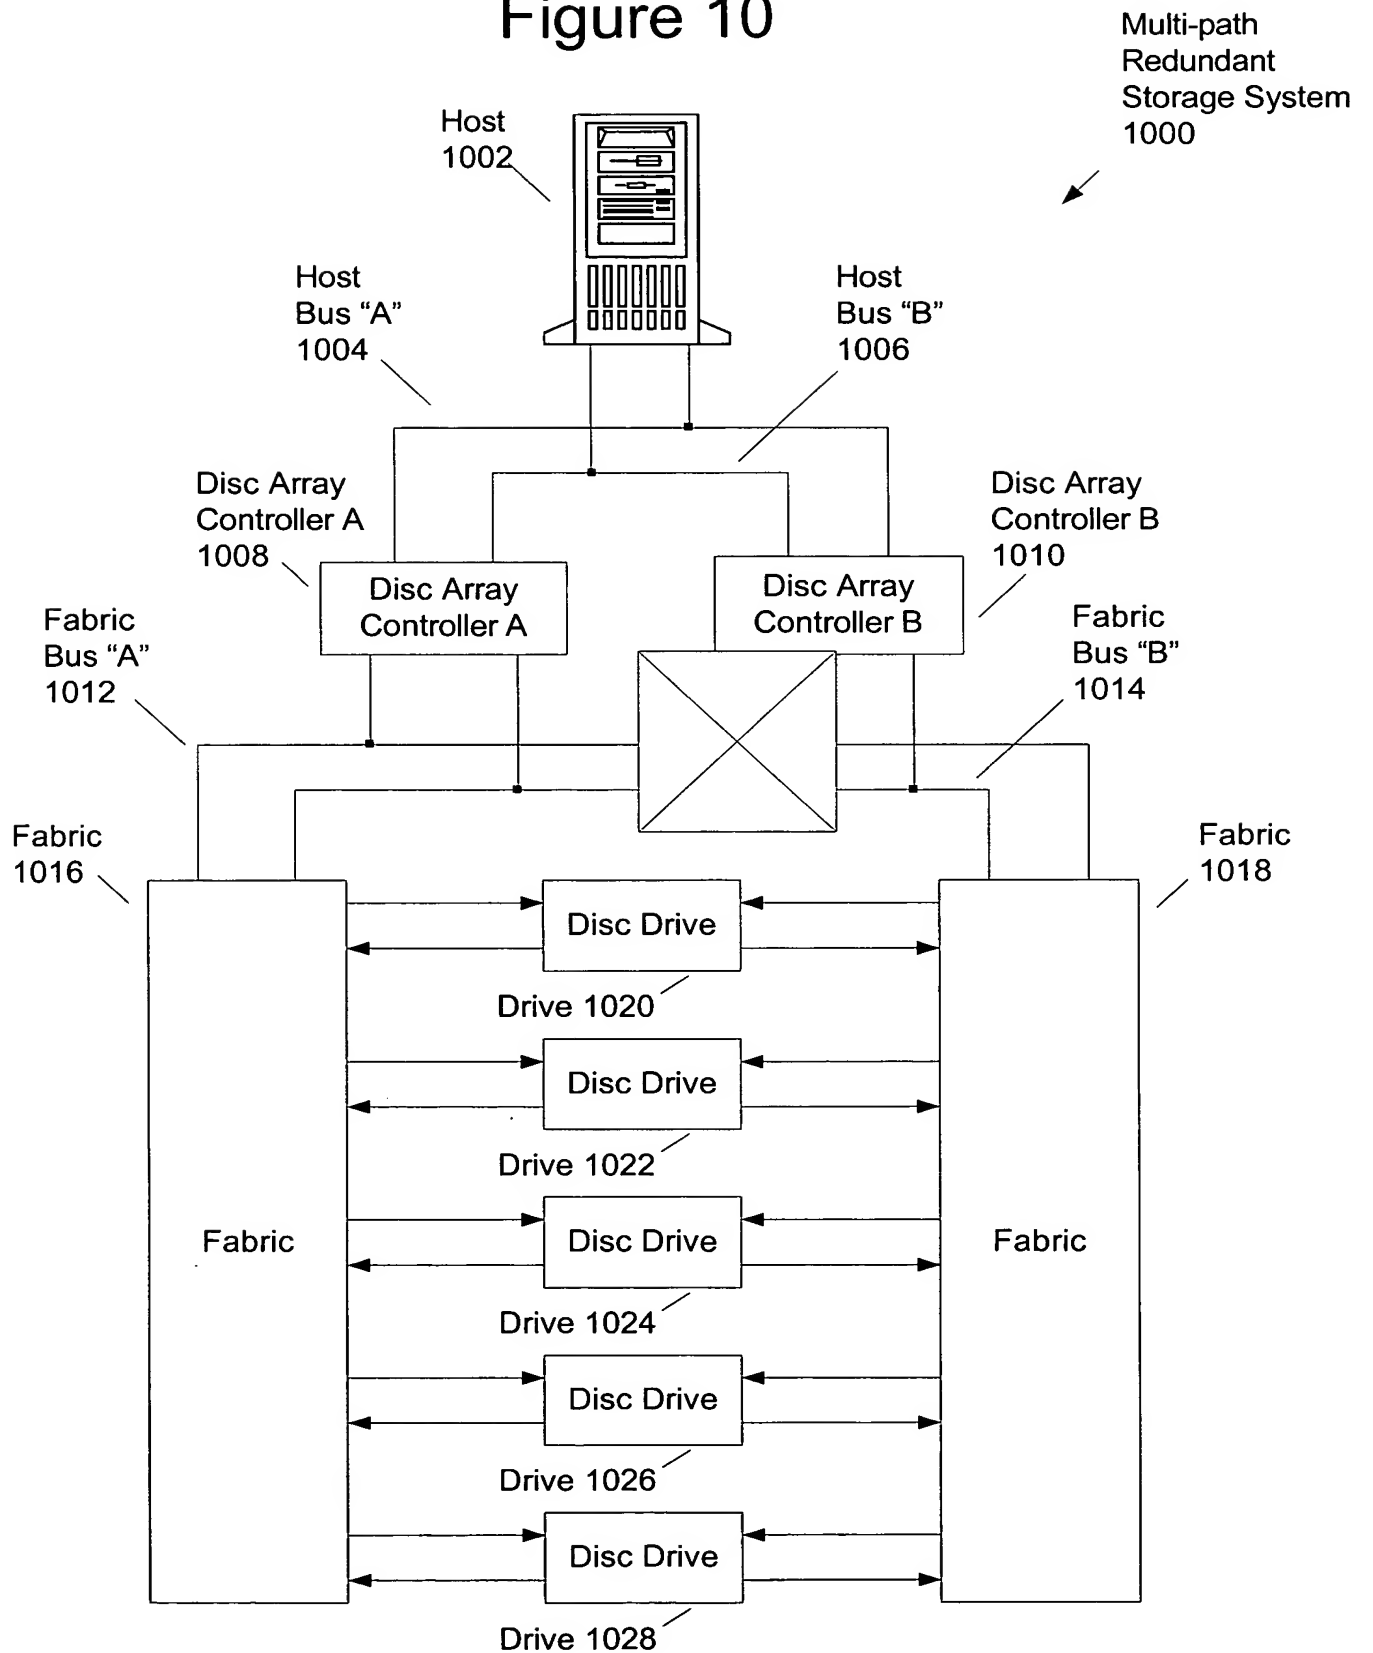 Figure 10
Multi-path
Redundant
Storage System
1000
Host
1002
Host
Bus “A”
1004
Host
Bus “B”
1006
Disc Array
Controller A
1008
Disc Array
Controller B
1010
Disc Array
Controller A
Disc Array
Controller B
Fabric
Bus “A”
1012
Fabric
Bus “B”
1014
Fabric
1016
Fabric
1018
Disc Drive
Drive 1020
Disc Drive
Drive 1022
Fabric
Disc Drive
Fabric
Drive 1024
Disc Drive
Drive 1026
Disc Drive
Drive 1028